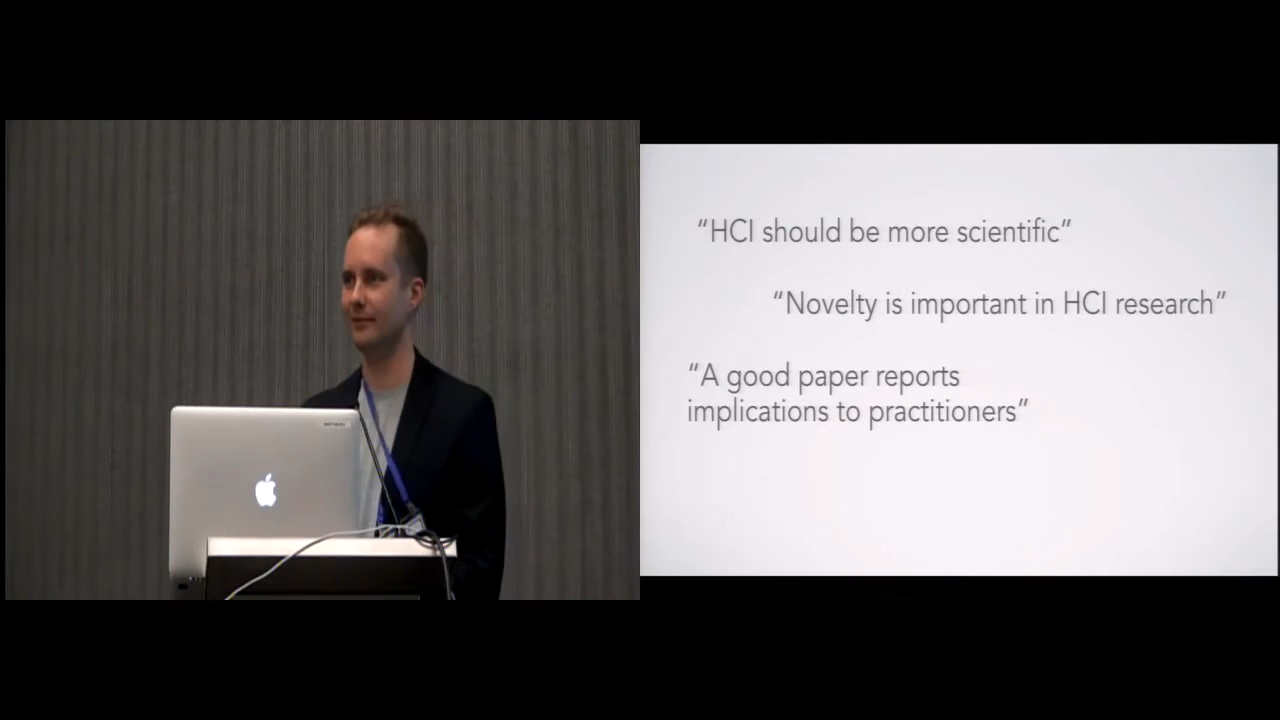 “HCI should be more scientific”
“Novelty is important in HCI research”
“A good paper reports
implications to practitioners”